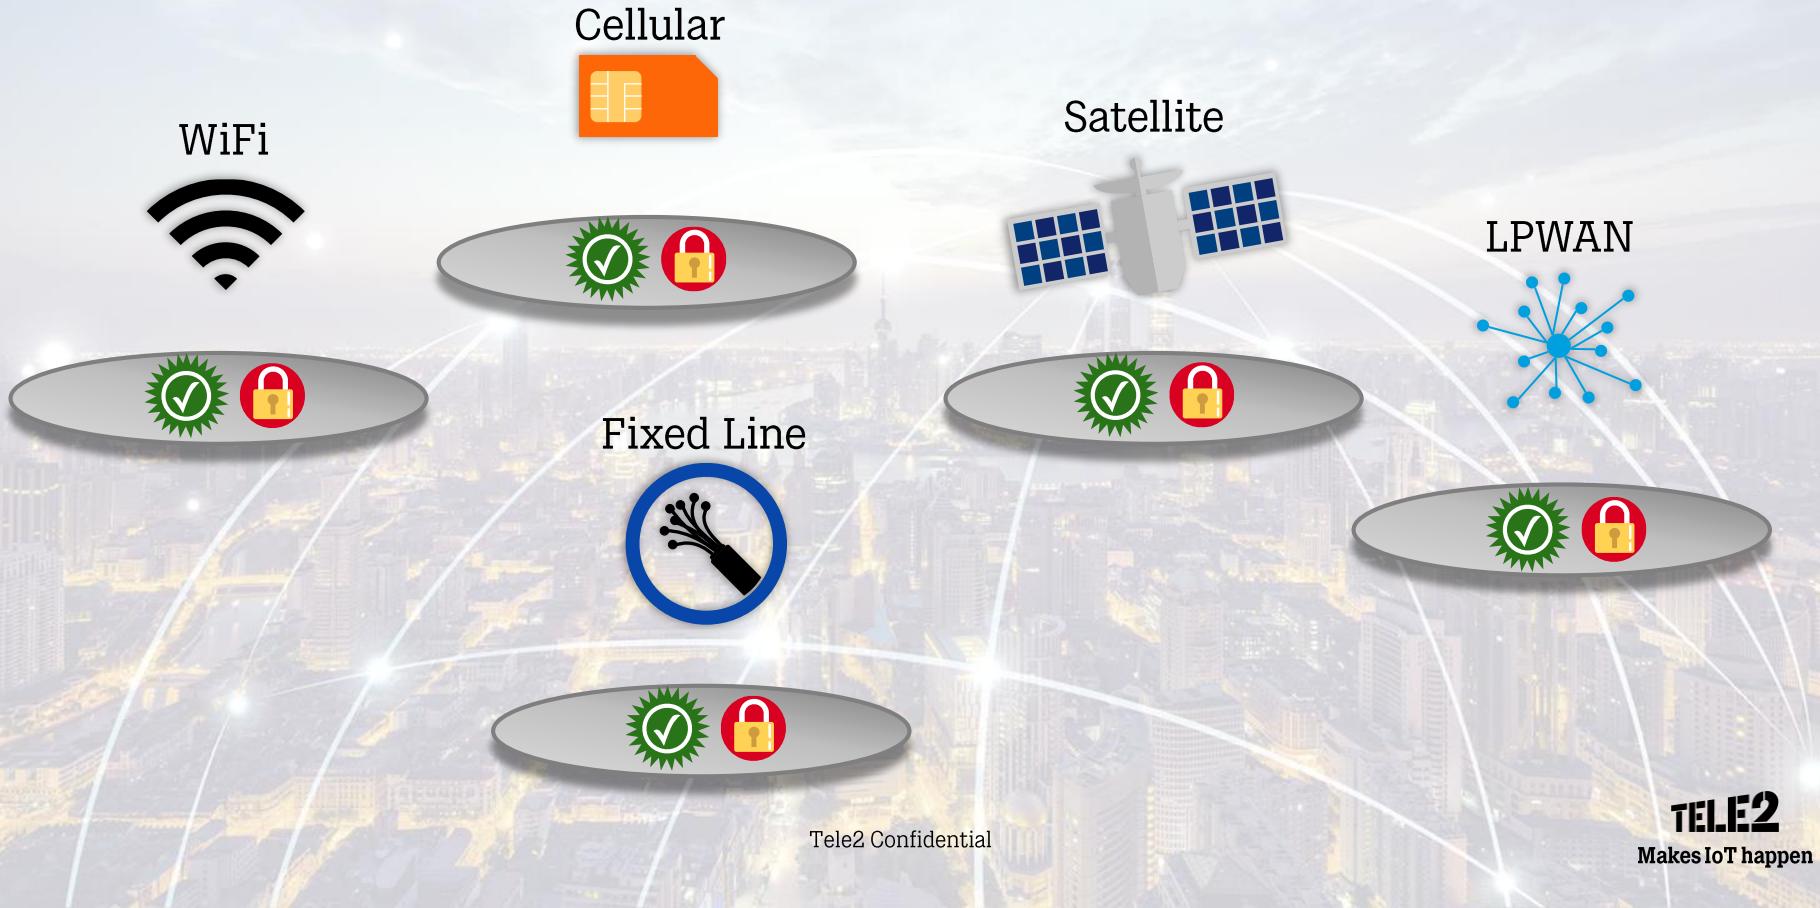 Cellular
WiFi
Satellite
LPWAN
Fixed Line
Tele2 Confidential
TELE2
Makes IoT happen